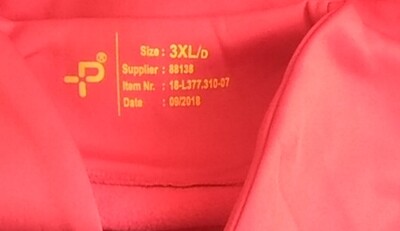 Size : 3XL/D
Supplier : 88138
Item Nr. : 18-L377.310-07
Date : 09/2018
+P®